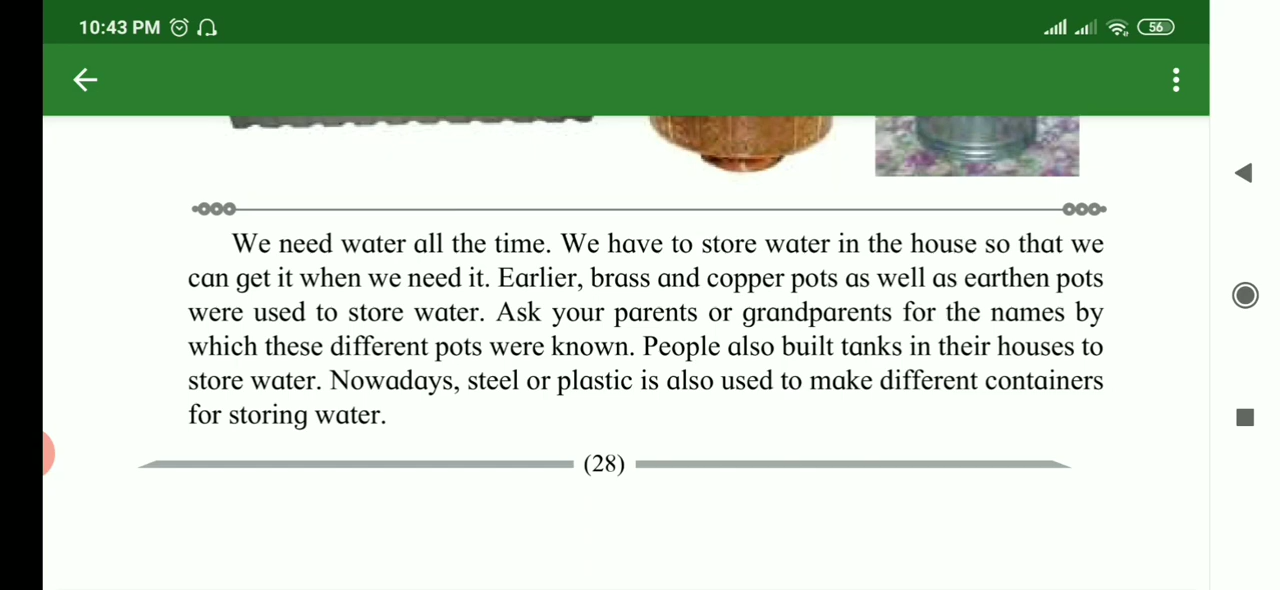 10:43 PM
56
We need water all the time. We have to store water in the house so that we
can get it when we need it. Earlier, brass and copper pots as well as earthen pots
were used to store water. Ask your parents or grandparents for the names by
which these different pots were known. People also built tanks in their houses to
store water. Nowadays, steel or plastic is also used to make different containers
for storing water.
(28)